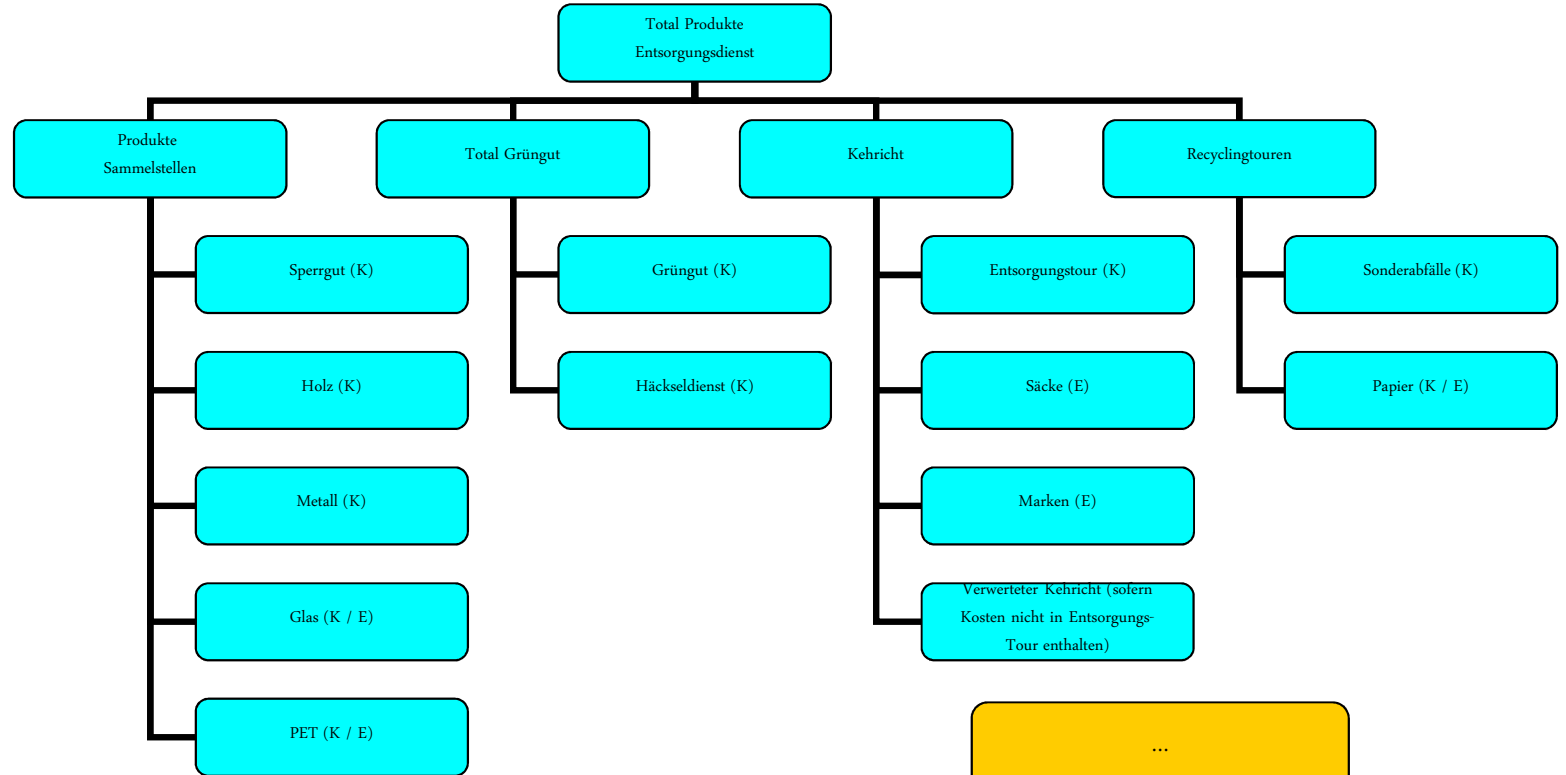 Total Produkte
Entsorgungsdienst
Produkte
Sammelstellen
Total Grüngut
Kehricht
Recyclingtouren
Sperrgut (K)
Grüngut (K)
Entsorgungstour (K)
Sonderabfälle (K)
Holz (K)
Häckseldienst (K)
Säcke (E)
Papier (K / E)
Metall (K)
Marken (E)
Glas (K / E)
Verwerteter Kehricht (sofern
Kosten nicht in Entsorgungs-
Tour enthalten)
PET (K / E)
...